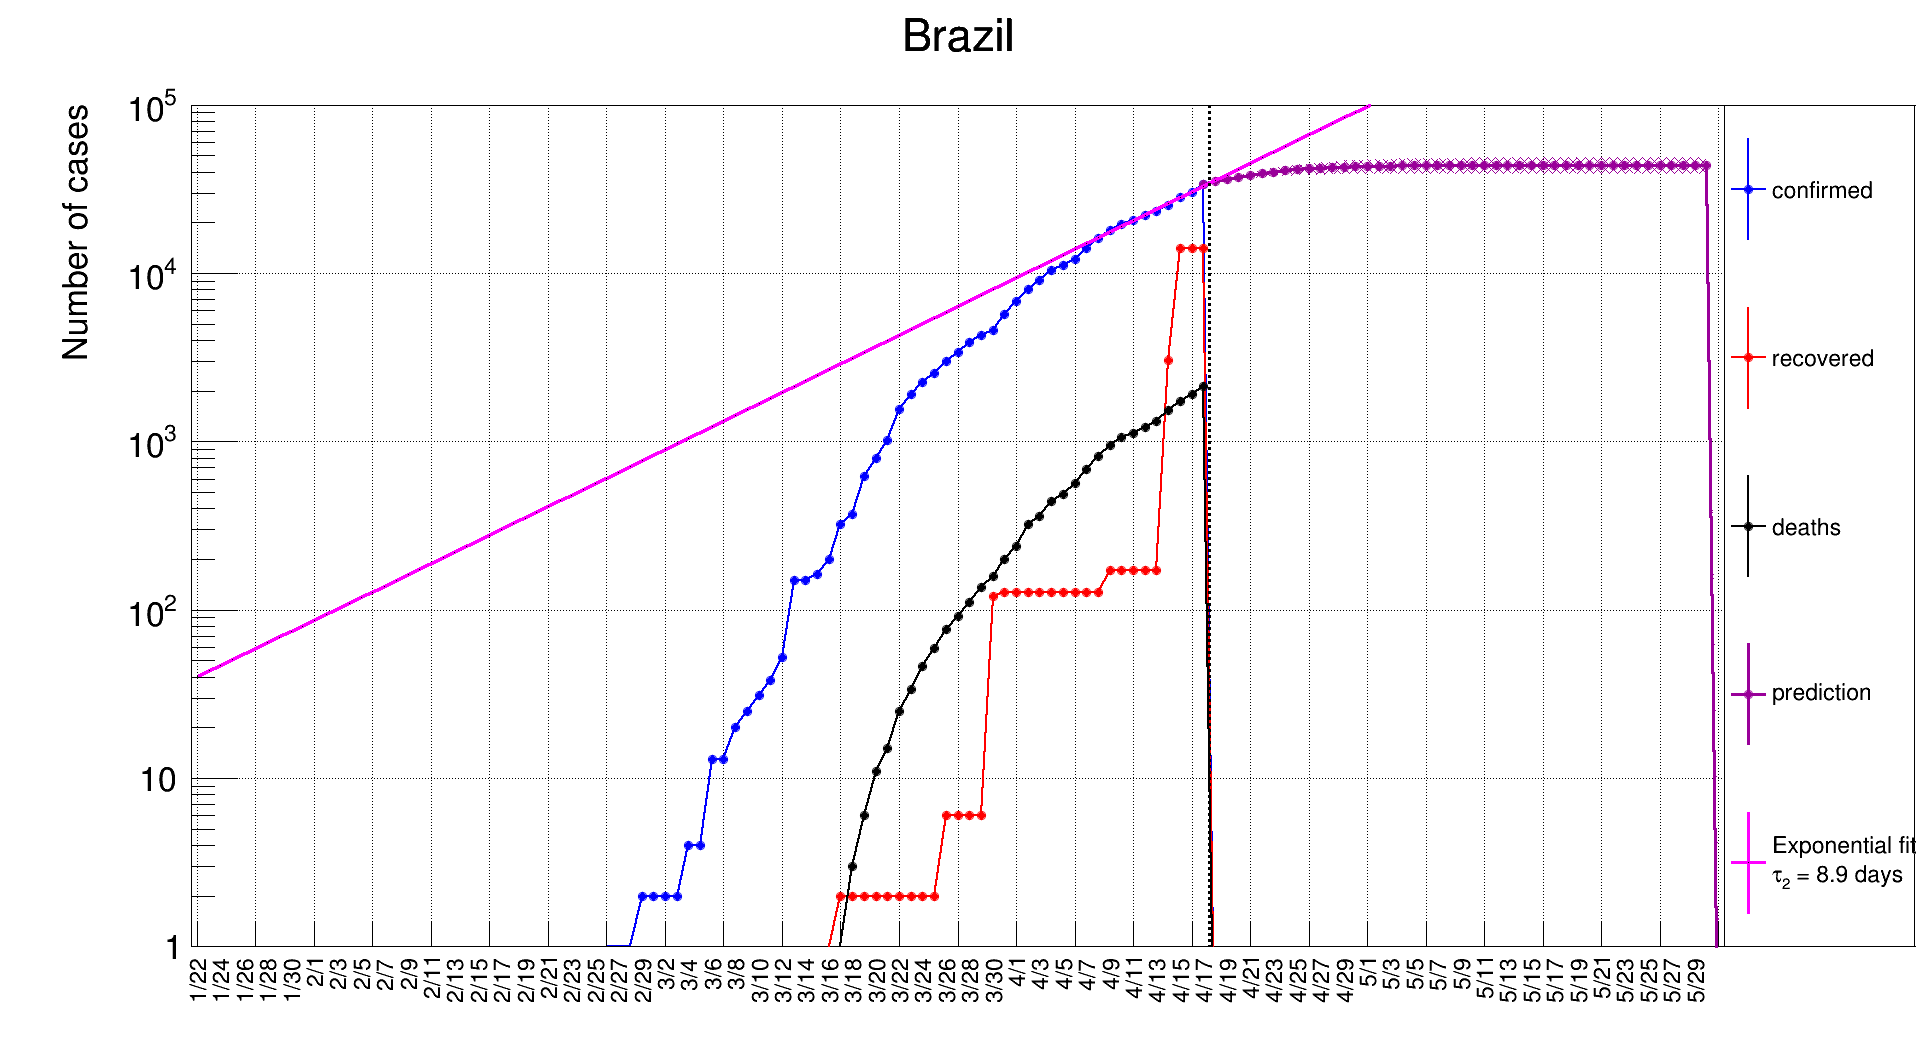 Brazil
Number of cases
10^5
10^4
10^3
10^2
10
1
1/22 1/24 1/26 1/28 1/30 2/1 2/3 2/5 2/7 2/9 2/11 2/13 2/15 2/17 2/19 2/21 2/23 2/25 2/27 2/29 3/2 3/4 3/6 3/8 3/10 3/12 3/14 3/16 3/18 3/20 3/22 3/24 3/26 3/28 3/30 4/1 4/3 4/5 4/7 4/9 4/11 4/13 4/15 4/17 4/19 4/21 4/23 4/25 4/27 4/29 5/1 5/3 5/5 5/7 5/9 5/11 5/13 5/15 5/17 5/19 5/21 5/23 5/25 5/27 5/29
confirmed
recovered
deaths
prediction
Exponential fit
τ₂ = 8.9 days